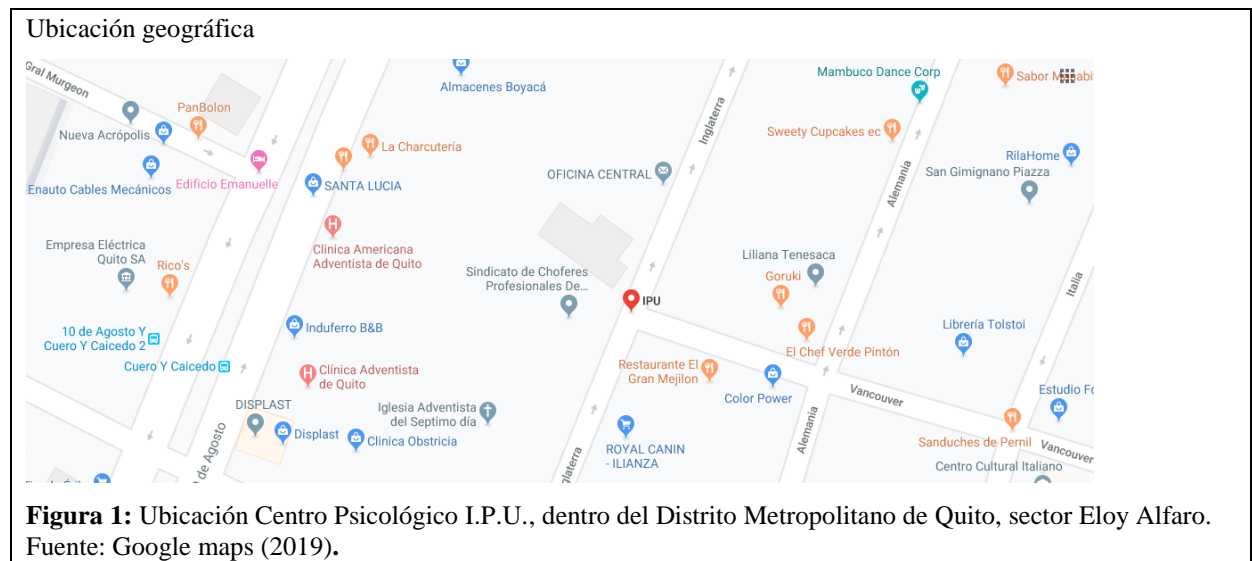 Ubicación geográfica
Gral Murgeon
PanBolon
Nueva Acrópolis
Enauto Cables Mecánicos
Edificio Emanuelle
Almacenes Boyacá
La Charcutería
SANTA LUCIA
Clinica Americana
Adventista de Quito
Empresa Eléctrica
Quito SA
Rico's
10 de Agosto Y
Cuero Y Caicedo 2
Cuero Y Caicedo
Induferro B&B
Clínica Adventista
de Quito
DISPLAST
Displast
Clinica Obstricia
Iglesia Adventista
del Septimo día
Inglaterra
OFICINA CENTRAL
Sindicato de Choferes
Profesionales De...
IPU
Mambuco Dance Corp
Sweety Cupcakes ec
Sabor
RilaHome
San Gimignano Piazza
Alemania
Italia
Liliana Tenesaca
Goruki
El Chef Verde Pintón
Librería Tolstoi
Restaurante El
Gran Mejilon
Color Power
Vancouver
Estudio
ROYAL CANIN
- ILIANZA
Alemania
Sanduches de Pernil
Vancouver
Centro Cultural Italiano
de Agosto
Figura 1: Ubicación Centro Psicológico I.P.U., dentro del Distrito Metropolitano de Quito, sector Eloy Alfaro.
Fuente: Google maps (2019).